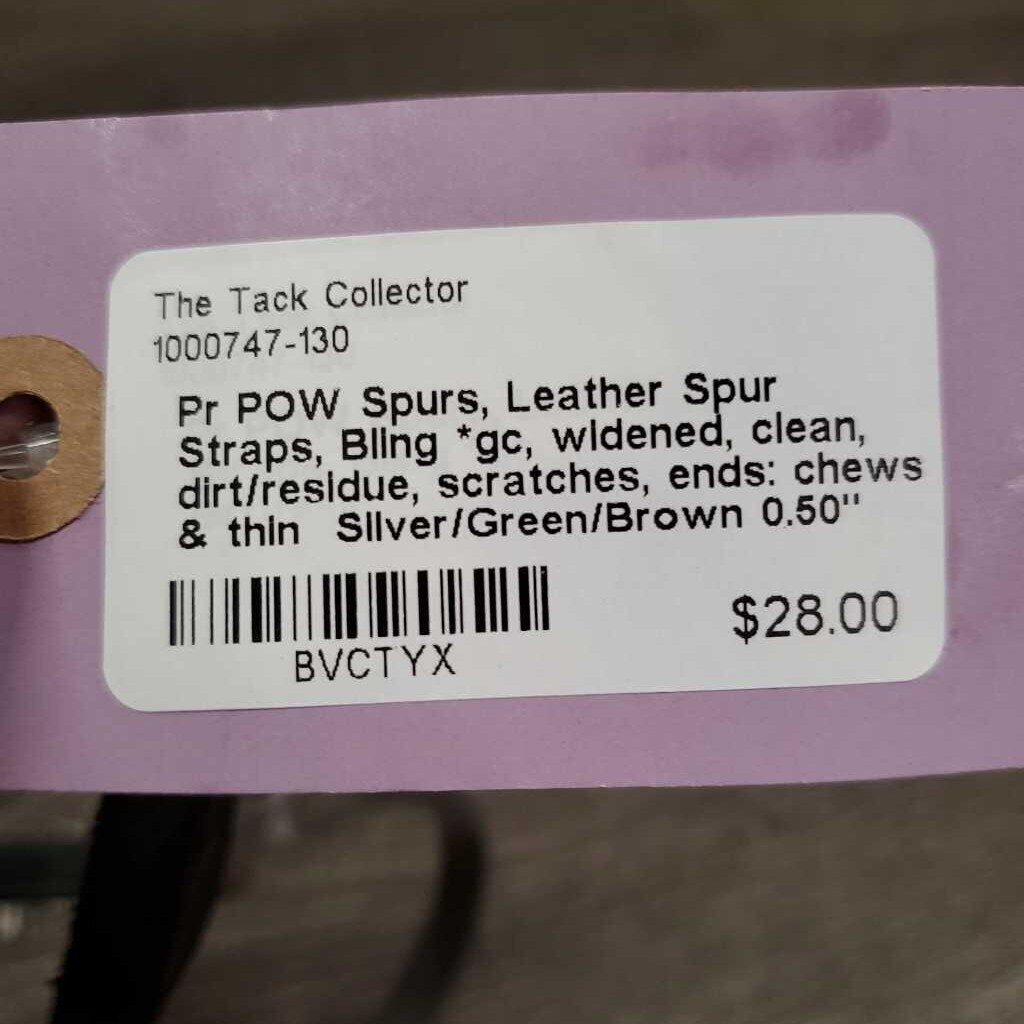 The Tack Collector
1000747-130
Pr POW Spurs, Leather Spur
Straps, Bling *gc, widened, clean,
dirt/residue, scratches, ends: chews
& thin Silver/Green/Brown 0.50"
BVCTYX
$28.00